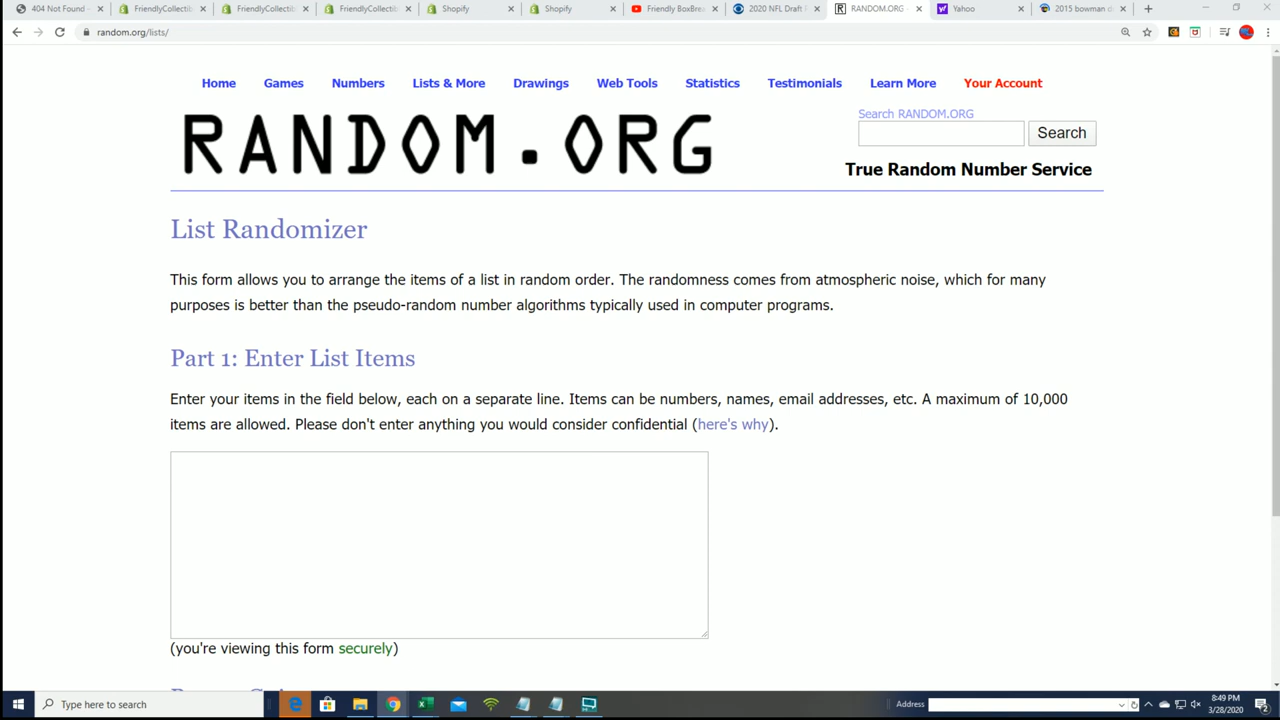 404 Not Found -
FriendlyCollectib
FriendlyCollectib
FriendlyCollectib
Shopify
Shopify
Friendly BoxBrea
2020 NFL Draft P
RANDOM.ORG -
Yahoo
2015 bowman d
random.org/lists/
Home Games Numbers Lists & More Drawings Web Tools Statistics Testimonials Learn More Your Account
RANDOM.ORG
Search RANDOM.ORG
Search
True Random Number Service
List Randomizer
This form allows you to arrange the items of a list in random order. The randomness comes from atmospheric noise, which for many
purposes is better than the pseudo-random number algorithms typically used in computer programs.
Part 1: Enter List Items
Enter your items in the field below, each on a separate line. Items can be numbers, names, email addresses, etc. A maximum of 10,000
items are allowed. Please don't enter anything you would consider confidential (here's why).
(you're viewing this form securely)
Type here to search
Address
8:49 PM
3/28/2020
2